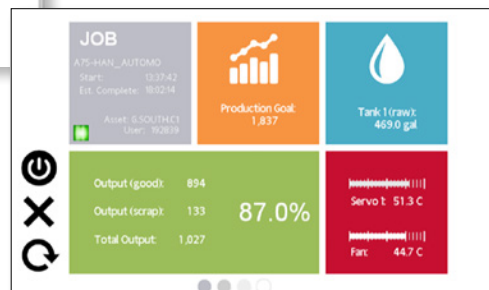 JOB
A75-HAN_AUTOMO
Start: 13:37:42
Est. Complete: 18:02:14
Asset: G.SOUTH.C1
User: 192839
Production Goal:
1,837
Tank 1 (raw):
469.0 gal
Output (good): 894
Output (scrap): 133
Total Output: 1,027
87.0%
Servo 1: 51.3 C
Fan: 44.7 C